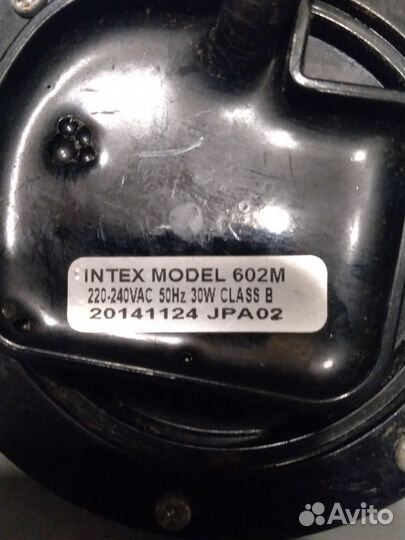 INTEX MODEL 602M
220-240VAC 50Hz 30W CLASS B
20141124 JPA02
Avito